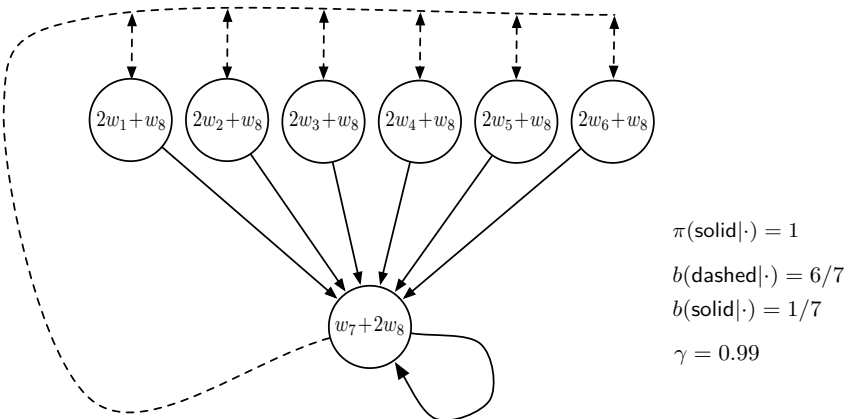 2w₁+w₈ 2w₂+w₈ 2w₃+w₈ 2w₄+w₈ 2w₅+w₈ 2w₆+w₈
π(solid|·) = 1
b(dashed|·) = 6/7
b(solid|·) = 1/7
w₇+2w₈
γ = 0.99